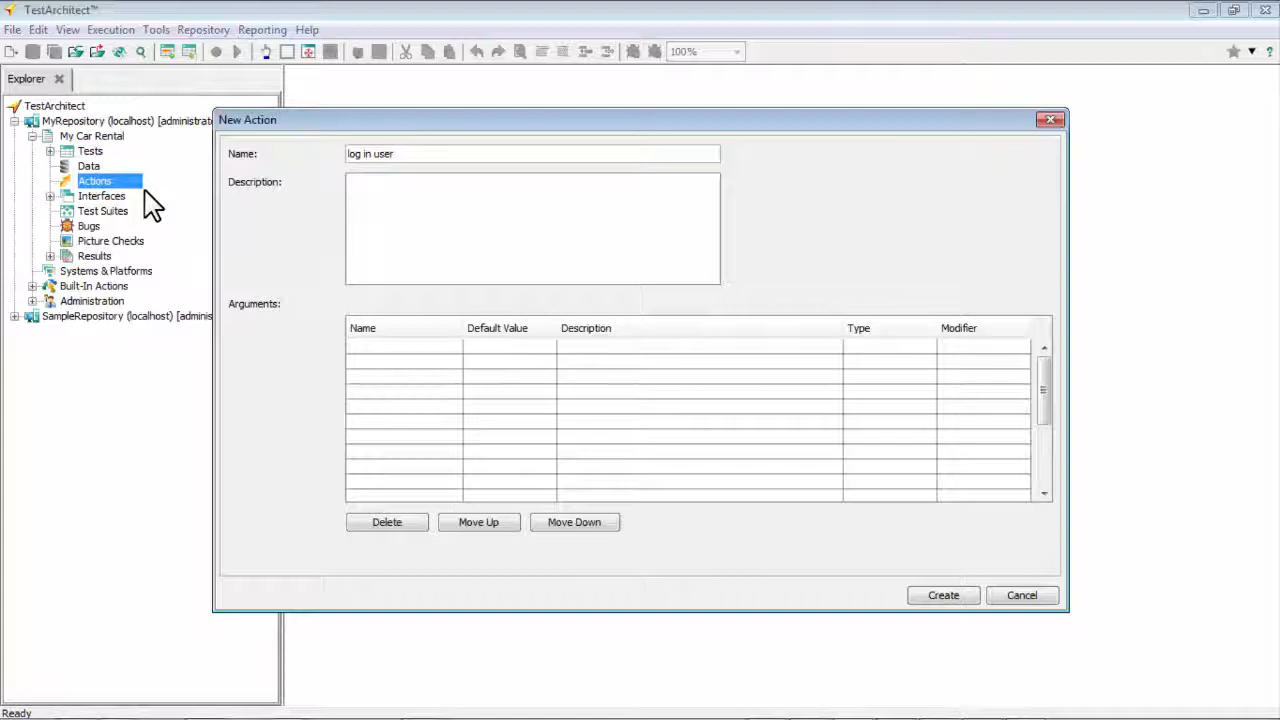 TestArchitect™
File Edit View Execution Tools Repository Reporting Help
100%
Explorer
TestArchitect
MyRepository (localhost) [administrat
My Car Rental
Tests
Data
Actions
Interfaces
Test Suites
Bugs
Picture Checks
Results
Systems & Platforms
Built-In Actions
Administration
SampleRepository (localhost) [adminis
New Action
Name: log in user
Description:
Arguments:
Name Default Value Description Type Modifier
Delete Move Up Move Down
Create Cancel
Ready